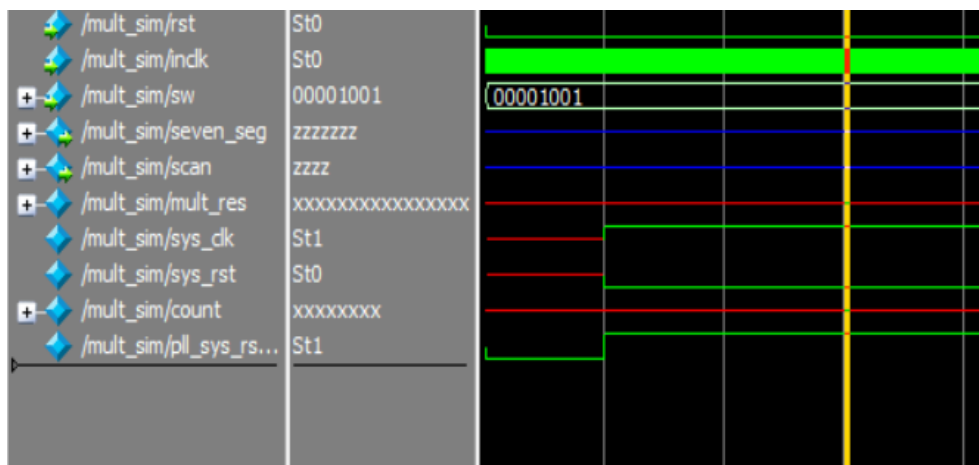 /mult_sim/rst St0
/mult_sim/inclk St0
/mult_sim/sw 00001001 00001001
/mult_sim/seven_seg zzzzzzz
/mult_sim/scan zzzz
/mult_sim/mult_res xxxxxxxxxxxxxxxx
/mult_sim/sys_clk St1
/mult_sim/sys_rst St0
/mult_sim/count xxxxxxxx
/mult_sim/pll_sys_rs... St1